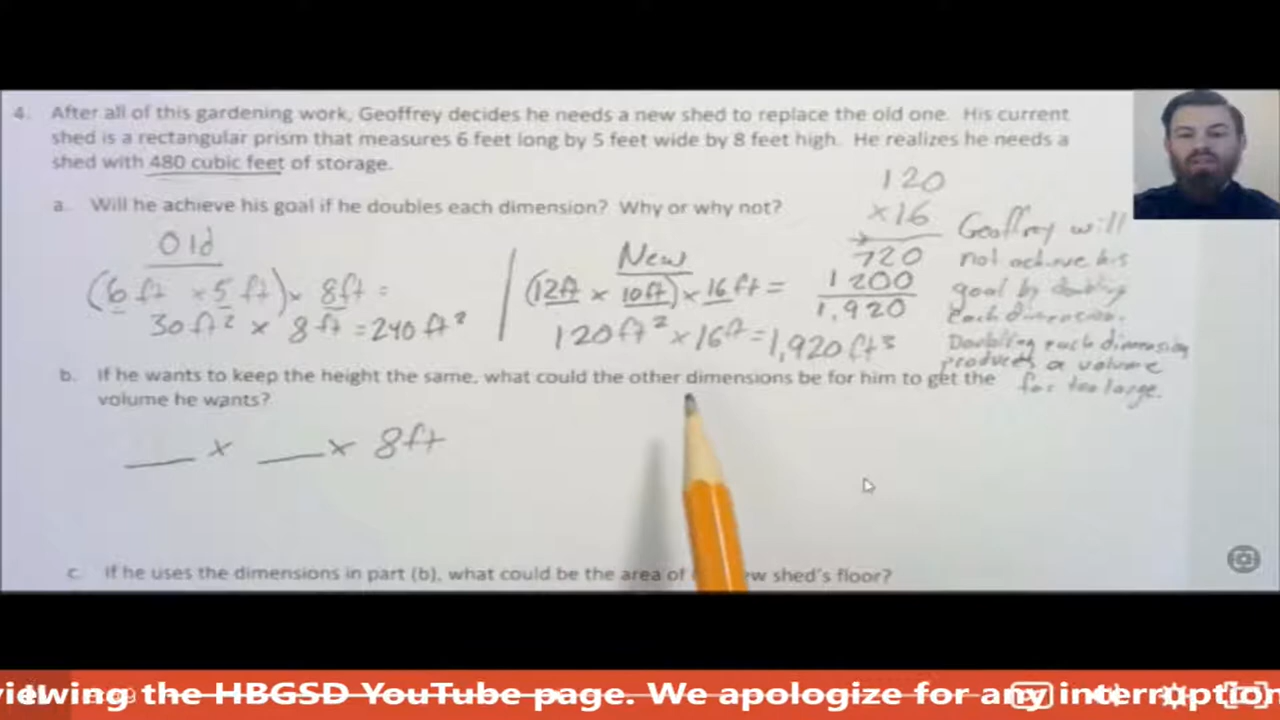 4. After all of this gardening work, Geoffrey decides he needs a new shed to replace the old one. His current
shed is a rectangular prism that measures 6 feet long by 5 feet wide by 8 feet high. He realizes he needs a
shed with 480 cubic feet of storage.
a. Will he achieve his goal if he doubles each dimension? Why or why not?
Old
(6 ft × 5 ft) × 8ft =
30 ft² × 8 ft = 240 ft³
New
(12ft × 10ft) × 16 ft =
120 ft² × 16 ft = 1,920 ft³
120
×16
720
1200
1,920
Geoffrey will
not achieve his
goal by doubling
each dimension.
Doubling each dimension
produces a volume
far too large.
b. If he wants to keep the height the same, what could the other dimensions be for him to get the
volume he wants?
___ × ___ × 8ft
c. If he uses the dimensions in part (b), what could be the area of ew shed's floor?
viewing the HBGSD YouTube page. We apologize for any interruption